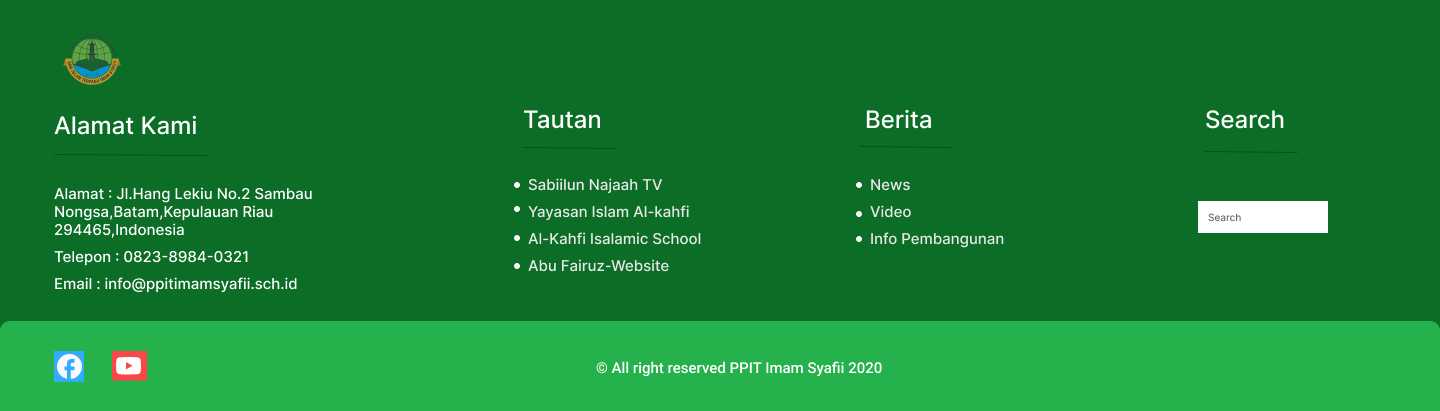 Alamat Kami
Alamat : Jl.Hang Lekiu No.2 Sambau
Nongsa,Batam,Kepulauan Riau
294465,Indonesia
Telepon : 0823-8984-0321
Email : info@ppitimamsyafii.sch.id
Tautan
Sabiilun Najaah TV
Yayasan Islam Al-kahfi
Al-Kahfi Isalamic School
Abu Fairuz-Website
Berita
News
Video
Info Pembangunan
Search
Search
© All right reserved PPIT Imam Syafii 2020